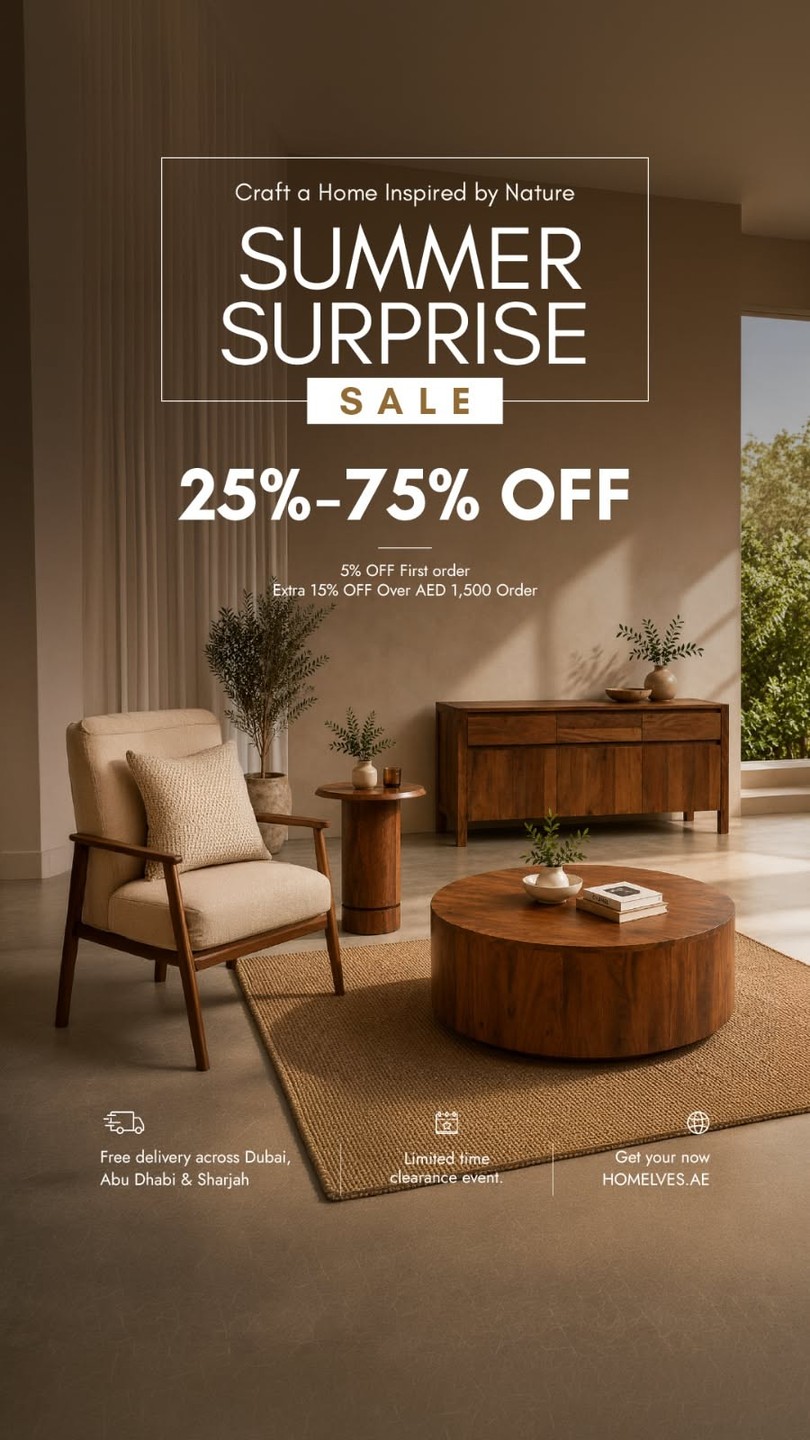 Craft a Home Inspired by Nature
SUMMER
SURPRISE
SALE
25%-75% OFF
5% OFF First order
Extra 15% OFF Over AED 1,500 Order
Free delivery across Dubai,
Abu Dhabi & Sharjah
Limited time
clearance event.
Get your now
HOMELVES.AE